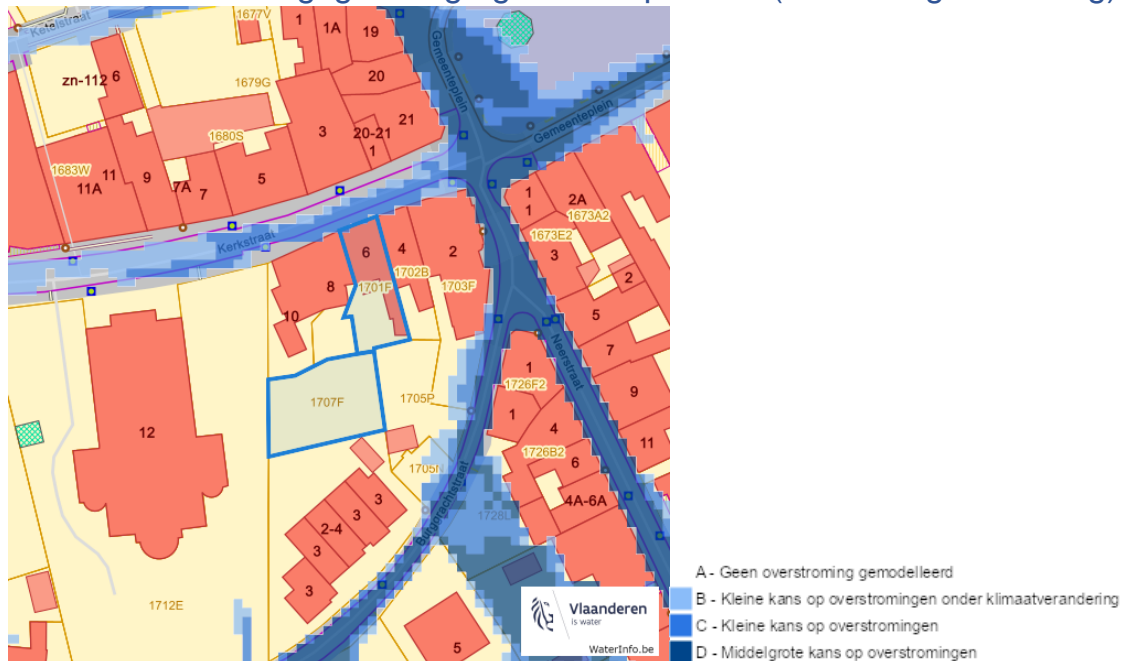 Ketelstraat
1677V
1
1A
19
zn-112
6
1679G
20
Gemeenteplein
20-21
21
1
3
1680S
Gemeenteplein
1683W
11A
11
9
7A
7
5
1
1
2A
1673A2
1673E2
3
2
Kerkstraat
6
4
2
8
1701F
1702B
1703F
10
5
7
9
11
Neerstraat
1
1726F2
1
4
1726B2
6
4A-6A
1707F
1705P
12
1705N
1728L
Burgprachtstraat
3
3
2-4
3
3
1712E
5
Vlaanderen
is water
WaterInfo.be
A - Geen overstroming gemodelleerd
B - Kleine kans op overstromingen onder klimaatverandering
C - Kleine kans op overstromingen
D - Middelgrote kans op overstromingen